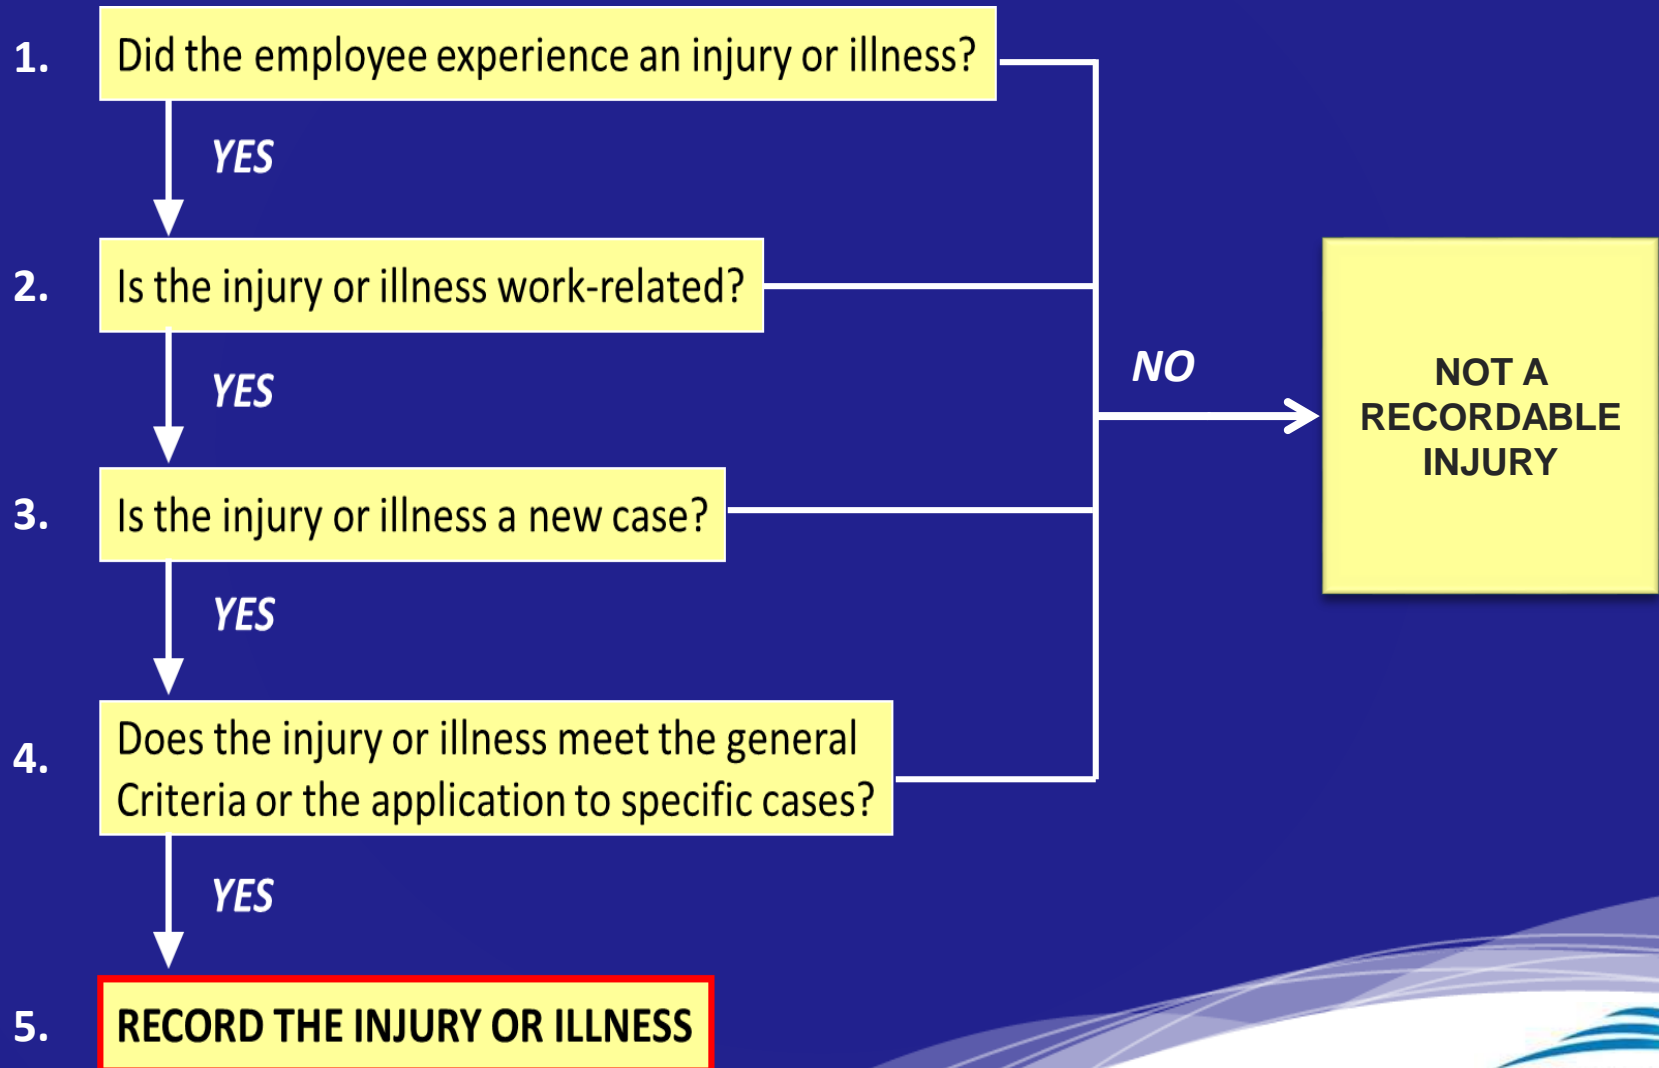 1. Did the employee experience an injury or illness?
YES
2. Is the injury or illness work-related?
NO
NOT A
RECORDABLE
INJURY
YES
3. Is the injury or illness a new case?
YES
4. Does the injury or illness meet the general
Criteria or the application to specific cases?
YES
5. RECORD THE INJURY OR ILLNESS